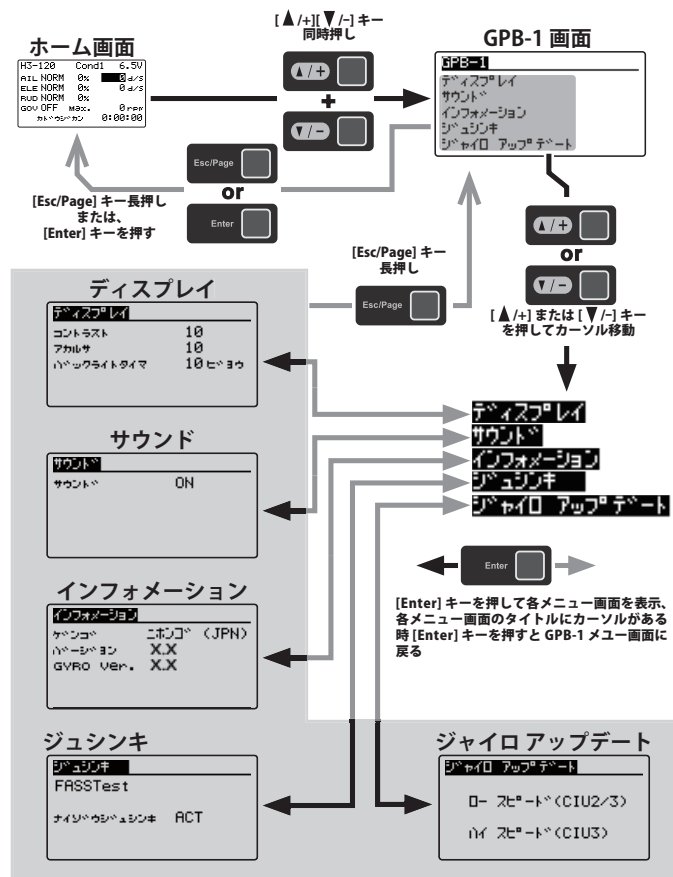 [▲/+][▼/-] キー
同時押し
ホーム画面
GPB-1 画面
H3-120 Cond1 6.5V
AIL NORM 0% 0 d/s
ELE NORM 0% 0 d/s
RUD NORM 0%
GOV OFF Max. 0 rpm
カドウジカン 0:00:00
▲/+
+
▼/-
GPB-1
ディスプレイ
サウンド
インフォメーション
ジュシンキ
ジャイロ アップデート
Esc/Page
or
Enter
[Esc/Page] キー長押し
または、
[Enter] キーを押す
[Esc/Page] キー
長押し
Esc/Page
▲/+
or
▼/-
[▲/+] または [▼/-] キー
を押してカーソル移動
ディスプレイ
ディスプレイ
コントラスト 10
アカルサ 10
バックライトタイマ 10 ビョウ
サウンド
サウンド
サウンド ON
ディスプレイ
サウンド
インフォメーション
ジュシンキ
ジャイロ アップデート
Enter
[Enter] キーを押して各メニュー画面を表示、
各メニュー画面のタイトルにカーソルがある
時 [Enter] キーを押すと GPB-1 メユー画面に
戻る
インフォメーション
インフォメーション
ゲンゴ ニホンゴ (JPN)
バージョン X.X
GYRO Ver. X.X
ジュシンキ
ジュシンキ
FASSTest
ナイゾウジュシンキ ACT
ジャイロ アップデート
ジャイロ アップデート
ロー スピード(CIU2/3)
ハイ スピード(CIU3)